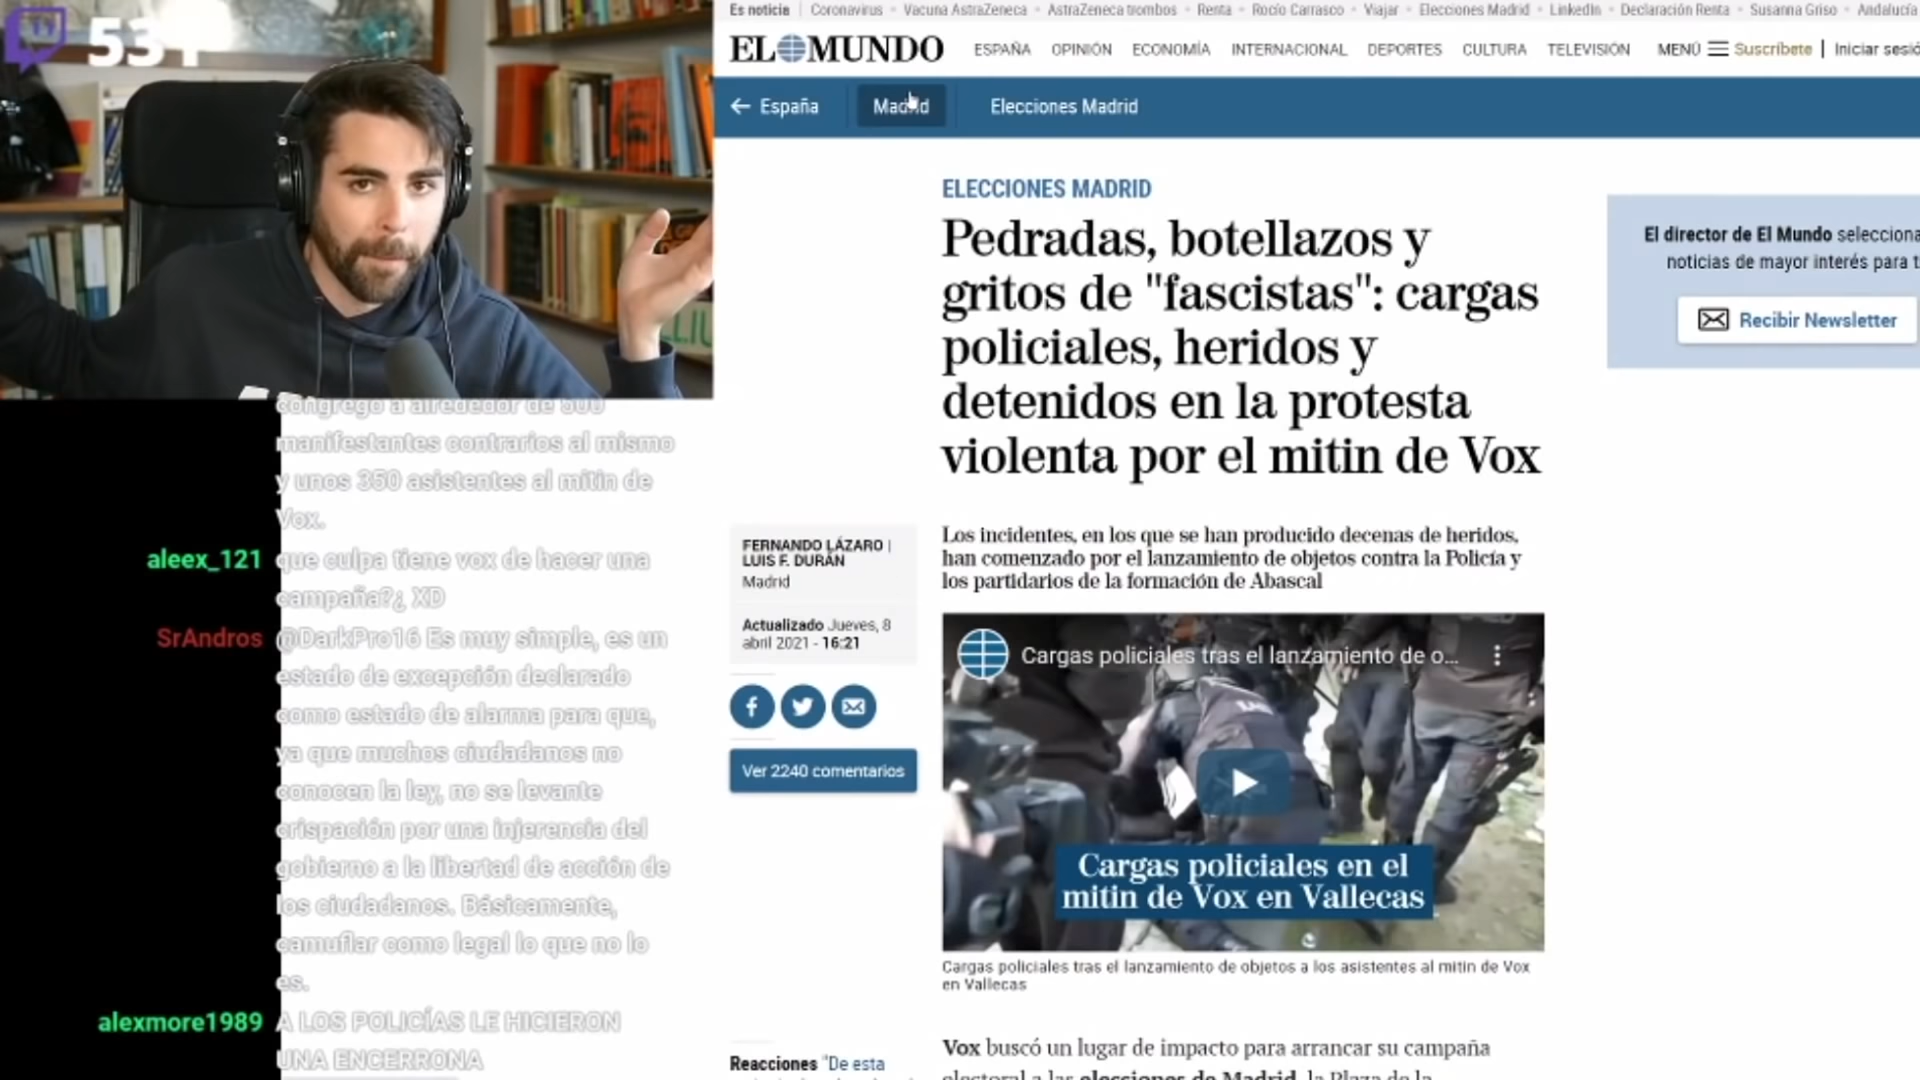 Es noticia
Coronavirus • Vacuna AstraZeneca • AstraZeneca trombos • Renta • Rocío Carrasco • Viajar • Elecciones Madrid • LinkedIn • Declaración Renta • Susanna Griso • Andalucía
EL MUNDO
ESPAÑA OPINIÓN ECONOMÍA INTERNACIONAL DEPORTES CULTURA TELEVISIÓN MENÚ Suscríbete | Iniciar sesió
← España Madrid Elecciones Madrid
ELECCIONES MADRID
Pedradas, botellazos y
gritos de "fascistas": cargas
policiales, heridos y
detenidos en la protesta
violenta por el mitin de Vox
El director de El Mundo selecciona
noticias de mayor interés para t
Recibir Newsletter
Los incidentes, en los que se han producido decenas de heridos,
han comenzado por el lanzamiento de objetos contra la Policía y
los partidarios de la formación de Abascal
FERNANDO LÁZARO |
LUIS F. DURÁN
Madrid
Actualizado Jueves, 8
abril 2021 - 16:21
Ver 2240 comentarios
Cargas policiales tras el lanzamiento de o...
Cargas policiales en el
mitin de Vox en Vallecas
Cargas policiales tras el lanzamiento de objetos a los asistentes al mitin de Vox
en Vallecas
Reacciones "De esta
Vox buscó un lugar de impacto para arrancar su campaña
electoral a las elecciones de Madrid, la Plaza de la
congregó a alrededor de 500
manifestantes contrarios al mismo
y unos 350 asistentes al mitin de
Vox.
aleex_121 que culpa tiene vox de hacer una
campaña?¿ XD
SrAndros @DarkPro16 Es muy simple, es un
estado de excepción declarado
como estado de alarma para que,
ya que muchos ciudadanos no
conocen la ley, no se levante
crispación por una injerencia del
gobierno a la libertad de acción de
los ciudadanos. Básicamente,
camuflar como legal lo que no lo
es.
alexmore1989 A LOS POLICÍAS LE HICIERON
UNA ENCERRONA